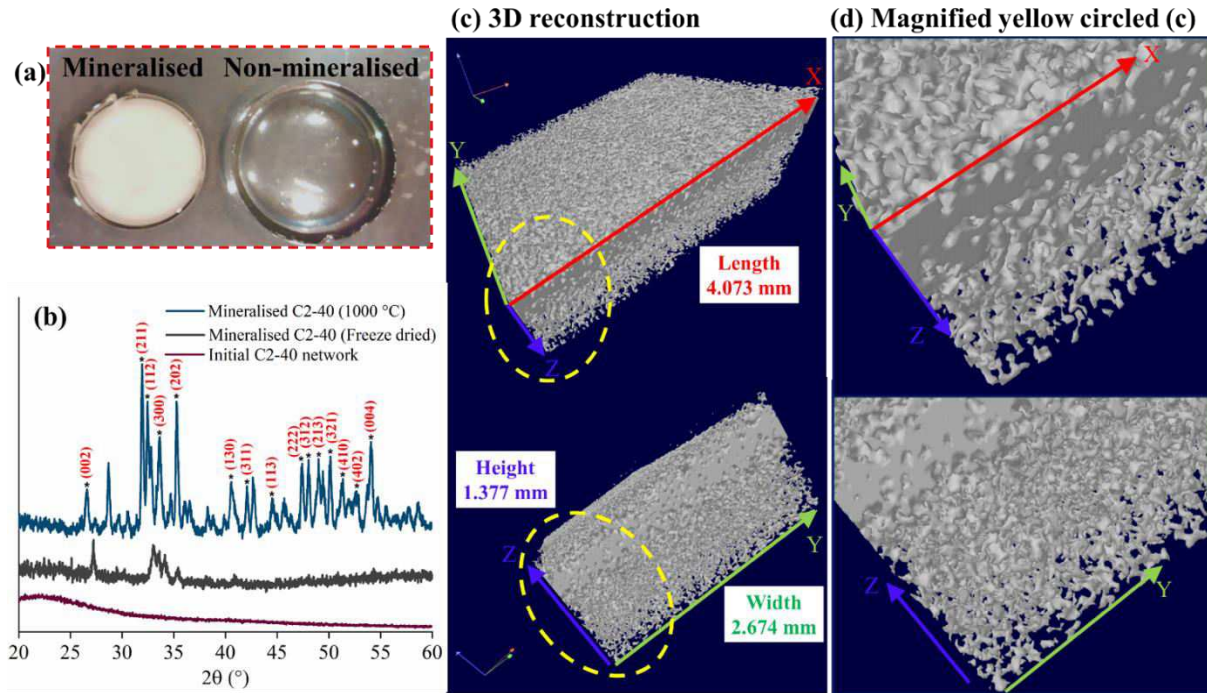 (a)
Mineralised Non-mineralised
(b)
Mineralised C2-40 (1000 °C)
Mineralised C2-40 (Freeze dried)
Initial C2-40 network
(002)
*(211)
*(112)
*(300)
*(202)
*(130)
*(311)
*(113)
(222)
*(312)
*(213)
*(321)
*(410)
*(402)
*(004)
20 25 30 35 40 45 50 55 60
2θ (°)
(c) 3D reconstruction
X
Y
Z
Length
4.073 mm
Height
1.377 mm
Z
Y
Width
2.674 mm
(d) Magnified yellow circled (c)
X
Y
Z
Z
Y